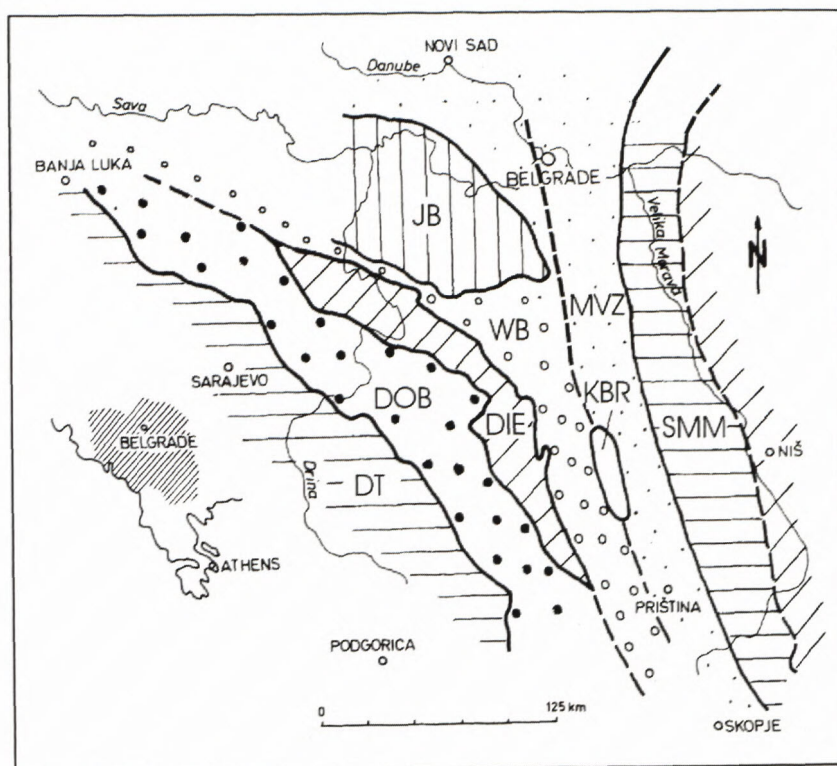 NOVI SAD
Danube
Sava
BANJA LUKA
BELGRADE
JB
Velika Morava
N
WB
MVZ
SARAJEVO
DOB
KBR
BELGRADE
DIE
SMM
NIŠ
Drina
DT
ATHENS
PRIŠTINA
PODGORICA
0
125 km
SKOPJE